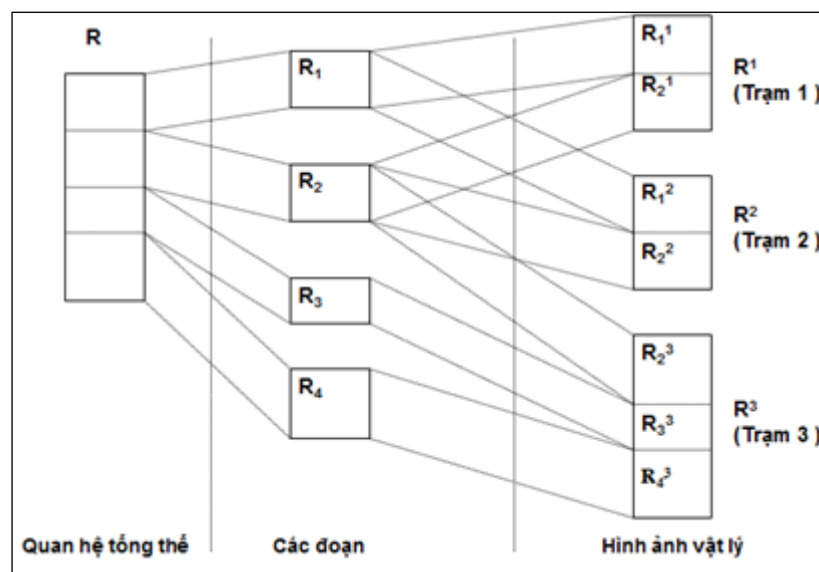 R
R₁
R₂
R₃
R₄
R₁¹
R₂¹
R¹
(Trạm 1 )
R₁²
R₂²
R²
(Trạm 2 )
R₂³
R₃³
R₄³
R³
(Trạm 3 )
Quan hệ tổng thể
Các đoạn
Hình ảnh vật lý